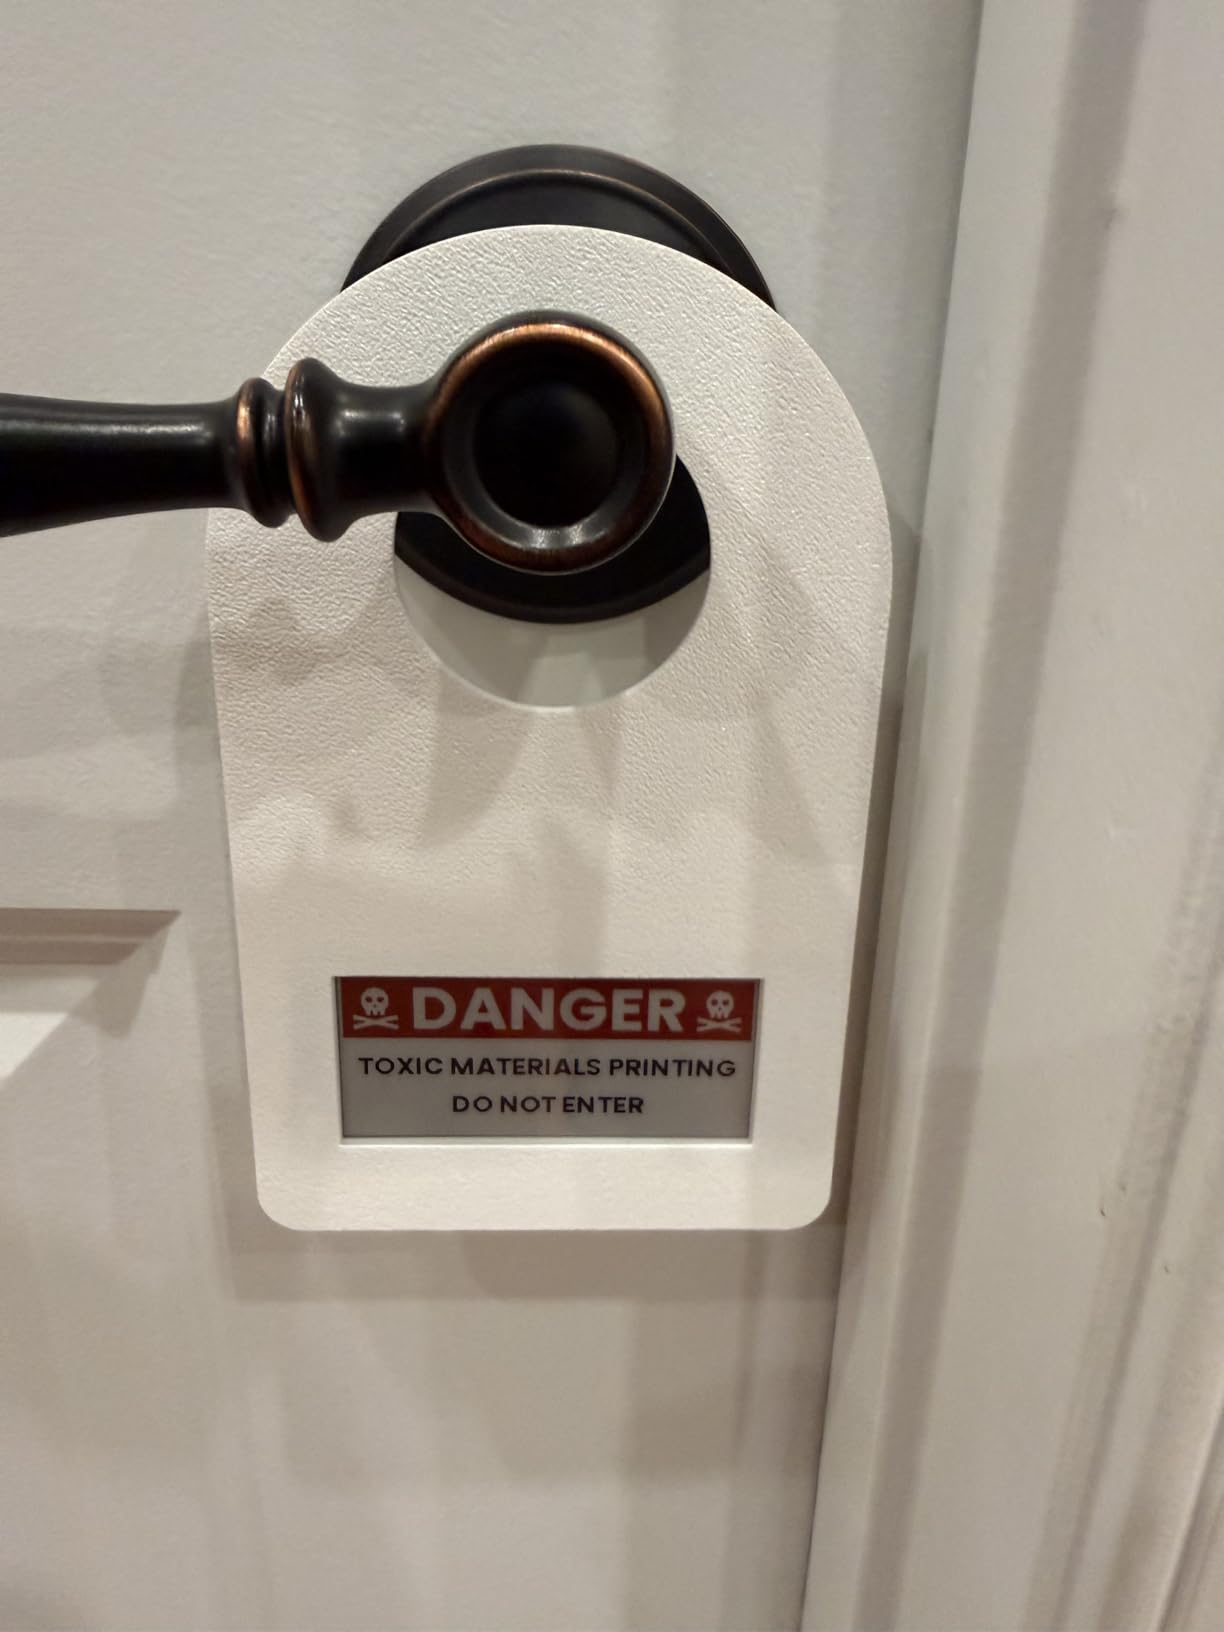 DANGER
TOXIC MATERIALS PRINTING
DO NOT ENTER